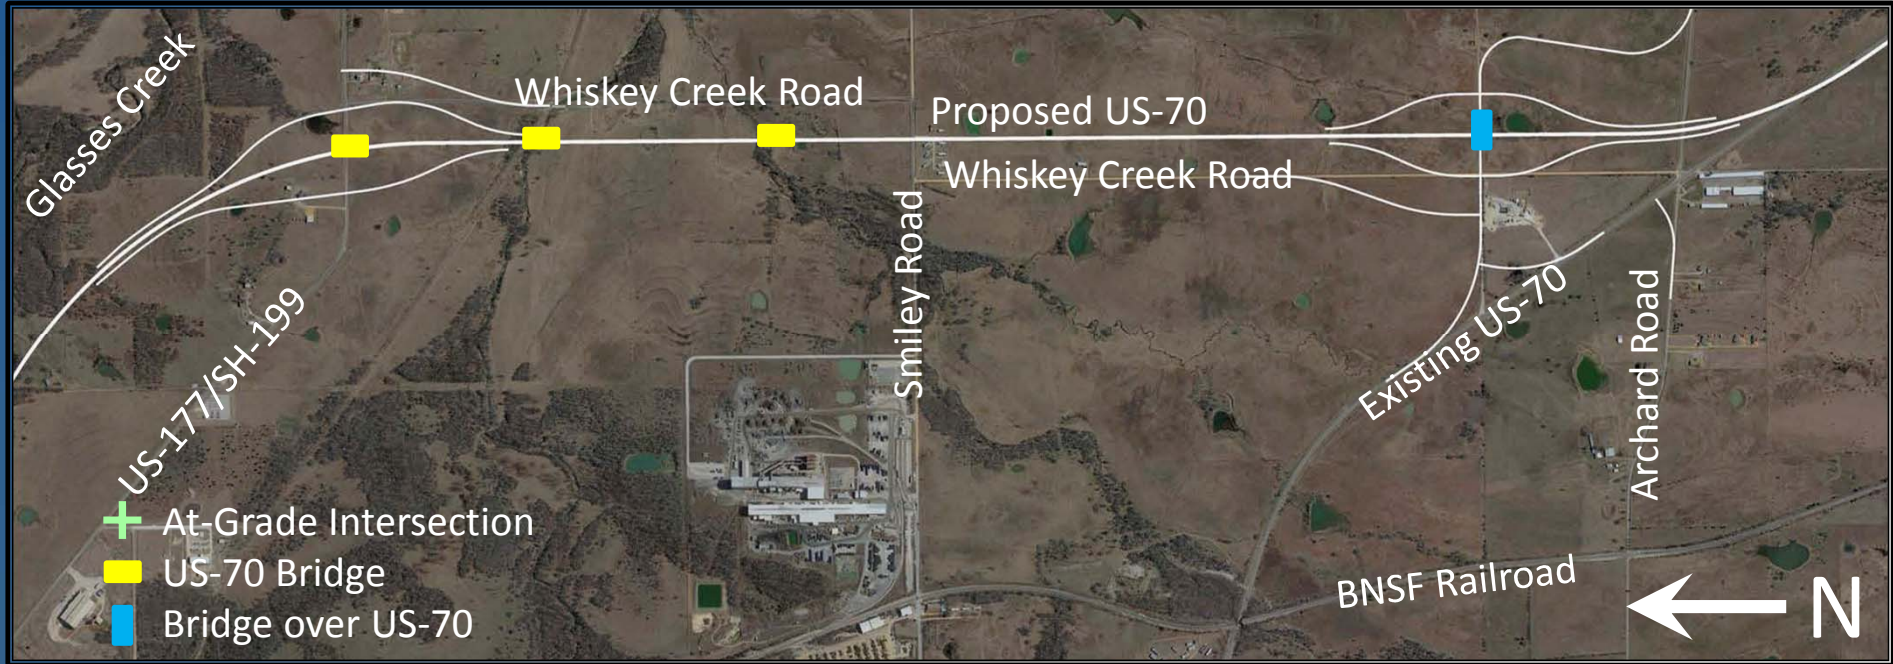 Glasses Creek
Whiskey Creek Road
Proposed US-70
Whiskey Creek Road
Smiley Road
US-177/SH-199
Existing US-70
Archard Road
At-Grade Intersection
US-70 Bridge
Bridge over US-70
BNSF Railroad
N